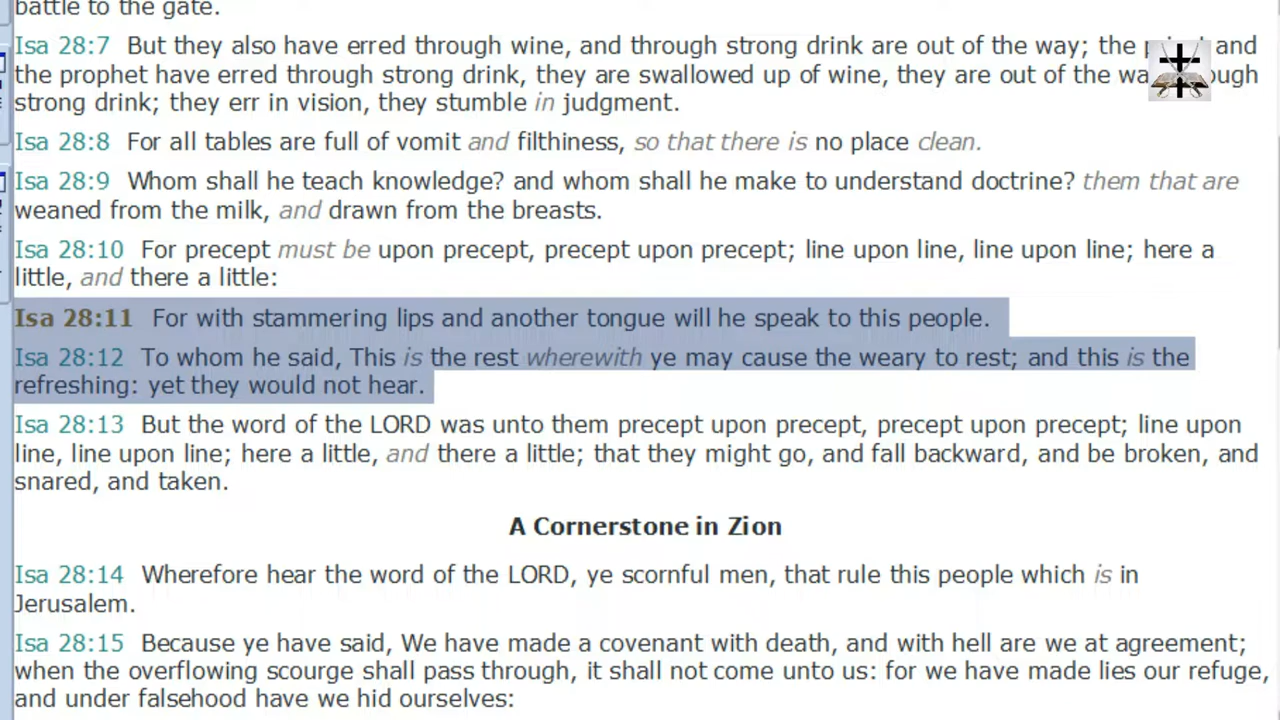 battle to the gate.
Isa 28:7 But they also have erred through wine, and through strong drink are out of the way; the and
the prophet have erred through strong drink, they are swallowed up of wine, they are out of the
strong drink; they err in vision, they stumble in judgment.
Isa 28:8 For all tables are full of vomit and filthiness, so that there is no place clean.
Isa 28:9 Whom shall he teach knowledge? and whom shall he make to understand doctrine? them that are
weaned from the milk, and drawn from the breasts.
Isa 28:10 For precept must be upon precept, precept upon precept; line upon line, line upon line; here a
little, and there a little:
Isa 28:11 For with stammering lips and another tongue will he speak to this people.
Isa 28:12 To whom he said, This is the rest wherewith ye may cause the weary to rest; and this is the
refreshing: yet they would not hear.
Isa 28:13 But the word of the LORD was unto them precept upon precept, precept upon precept; line upon
line, line upon line; here a little, and there a little; that they might go, and fall backward, and be broken, and
snared, and taken.
A Cornerstone in Zion
Isa 28:14 Wherefore hear the word of the LORD, ye scornful men, that rule this people which is in
Jerusalem.
Isa 28:15 Because ye have said, We have made a covenant with death, and with hell are we at agreement;
when the overflowing scourge shall pass through, it shall not come unto us: for we have made lies our refuge,
and under falsehood have we hid ourselves: